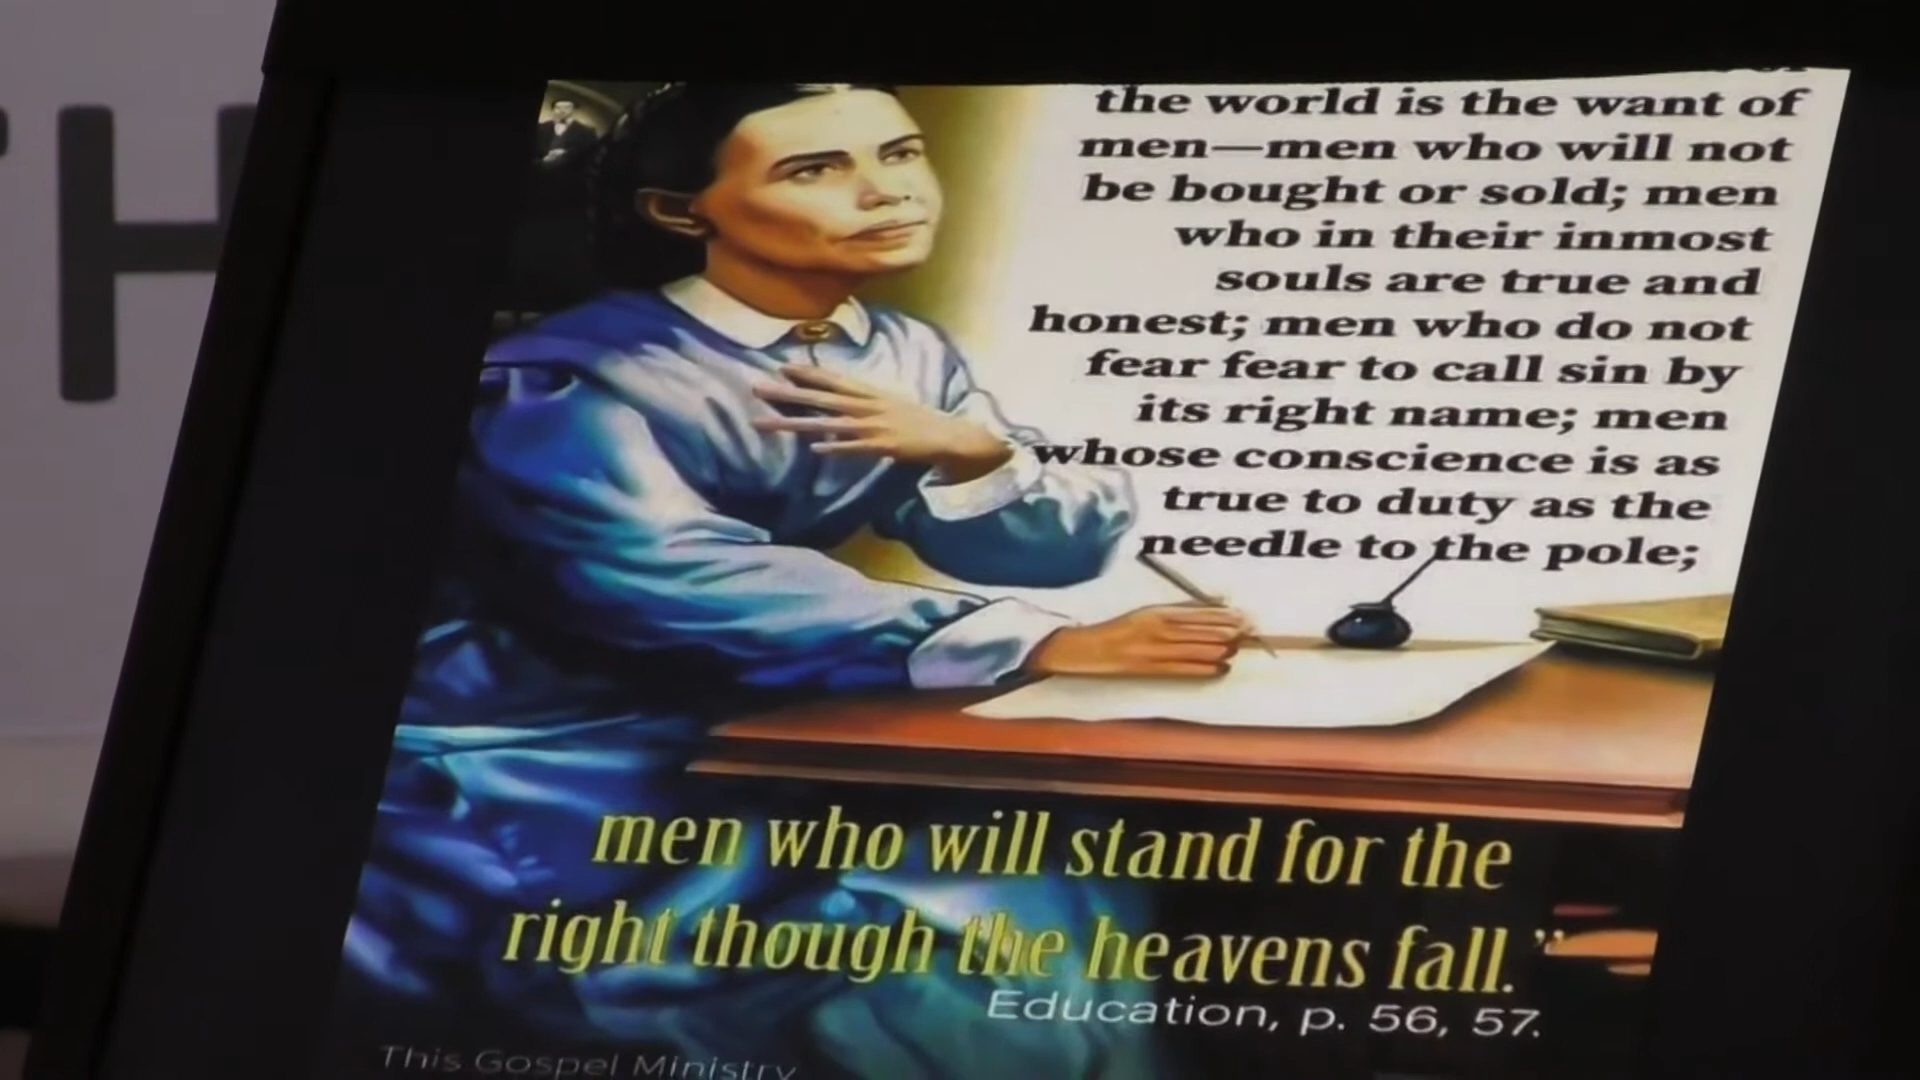 H
the world is the want of
men—men who will not
be bought or sold; men
who in their inmost
souls are true and
honest; men who do not
fear fear to call sin by
its right name; men
whose conscience is as
true to duty as the
needle to the pole;
men who will stand for the
right though the heavens fall.”
Education, p. 56, 57.
This Gospel Ministry